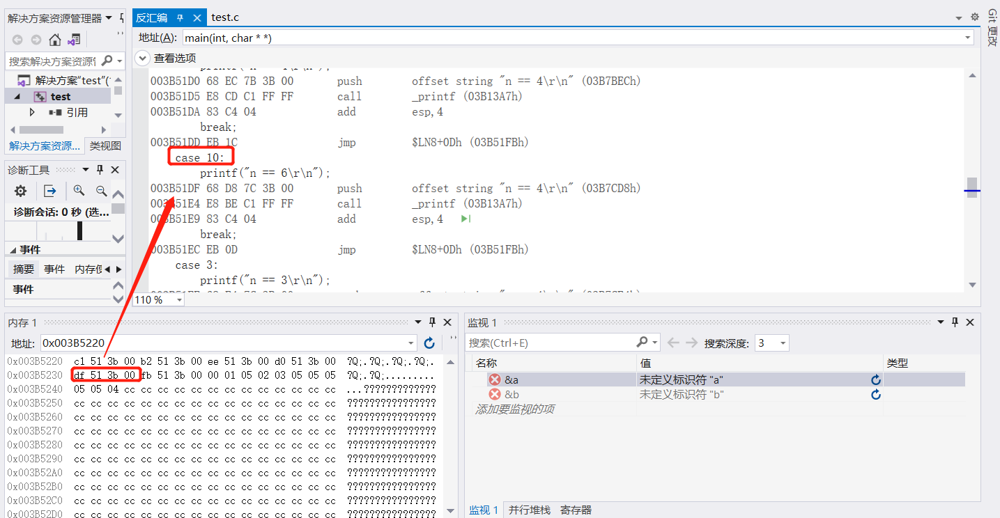 解决方案资源管理器
搜索解决方案资源
解决方案"test"(
test
引用
解决方案资源... 类视图
诊断工具
诊断会话: 0 秒 (选...
事件
摘要 事件 内存
事件
反汇编 test.c
地址(A): main(int, char * *)
查看选项
003B51D0 68 EC 7B 3B 00 push offset string "n == 4\r\n" (03B7BECh)
003B51D5 E8 CD C1 FF FF call _printf (03B13A7h)
003B51DA 83 C4 04 add esp,4
break;
003B51DD EB 1C jmp $LN8+0Dh (03B51FBh)
case 10:
printf("n == 6\r\n");
003B51DF 68 D8 7C 3B 00 push offset string "n == 4\r\n" (03B7CD8h)
003B51E4 E8 BE C1 FF FF call _printf (03B13A7h)
003B51E9 83 C4 04 add esp,4
break;
003B51EC EB 0D jmp $LN8+0Dh (03B51FBh)
case 3:
printf("n == 3\r\n");
110 %
Git 更改
内存 1
地址: 0x003B5220
0x003B5220 c1 51 3b 00 b2 51 3b 00 ee 51 3b 00 d0 51 3b 00 ?Q;.?Q;.?Q;.?Q;.
0x003B5230 df 51 3b 00 fb 51 3b 00 00 01 05 02 03 05 05 05 ?Q;.?Q;.........
0x003B5240 05 05 04 cc cc cc cc cc cc cc cc cc cc cc cc cc ...?????????????
0x003B5250 cc cc cc cc cc cc cc cc cc cc cc cc cc cc cc cc ????????????????
0x003B5260 cc cc cc cc cc cc cc cc cc cc cc cc cc cc cc cc ????????????????
0x003B5270 cc cc cc cc cc cc cc cc cc cc cc cc cc cc cc cc ????????????????
0x003B5280 cc cc cc cc cc cc cc cc cc cc cc cc cc cc cc cc ????????????????
0x003B5290 cc cc cc cc cc cc cc cc cc cc cc cc cc cc cc cc ????????????????
0x003B52A0 cc cc cc cc cc cc cc cc cc cc cc cc cc cc cc cc ????????????????
0x003B52B0 cc cc cc cc cc cc cc cc cc cc cc cc cc cc cc cc ????????????????
0x003B52C0 cc cc cc cc cc cc cc cc cc cc cc cc cc cc cc cc ????????????????
0x003B52D0 cc cc cc cc cc cc cc cc cc cc cc cc cc cc cc cc ????????????????
监视 1
搜索(Ctrl+E) 搜索深度: 3
名称 值 类型
&a 未定义标识符 "a"
&b 未定义标识符 "b"
添加要监视的项
监视 1 并行堆栈 寄存器